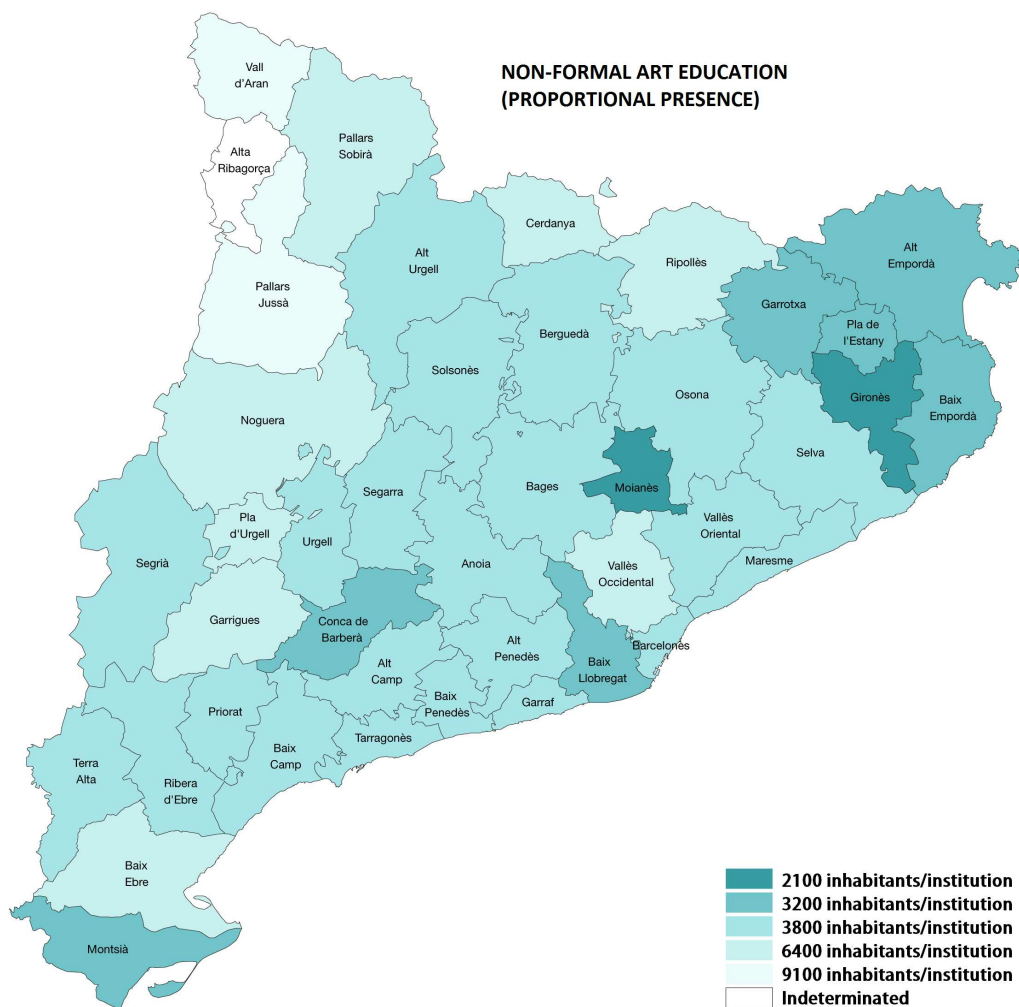 NON-FORMAL ART EDUCATION
(PROPORTIONAL PRESENCE)
Vall
d'Aran
Alta
Ribagorça
Pallars
Sobirà
Cerdanya
Ripollès
Alt
Empordà
Alt
Urgell
Pallars
Jussà
Garrotxa
Pla de
l'Estany
Berguedà
Solsonès
Osona
Gironès
Baix
Empordà
Noguera
Selva
Segarra
Bages
Moianès
Pla
d'Urgell
Urgell
Vallès
Oriental
Segrià
Anoia
Vallès
Occidental
Maresme
Garrigues
Conca de
Barberà
Alt
Penedès
Barcelonès
Alt
Camp
Baix
Llobregat
Baix
Penedès
Garraf
Priorat
Tarragonès
Baix
Camp
Terra
Alta
Ribera
d'Ebre
Baix
Ebre
Montsià
2100 inhabitants/institution
3200 inhabitants/institution
3800 inhabitants/institution
6400 inhabitants/institution
9100 inhabitants/institution
Indeterminated